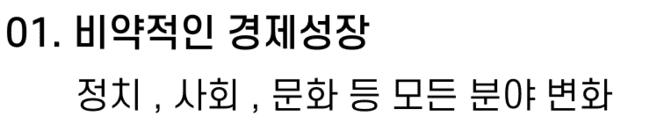 01. 비약적인 경제성장
정치 , 사회 , 문화 등 모든 분야 변화